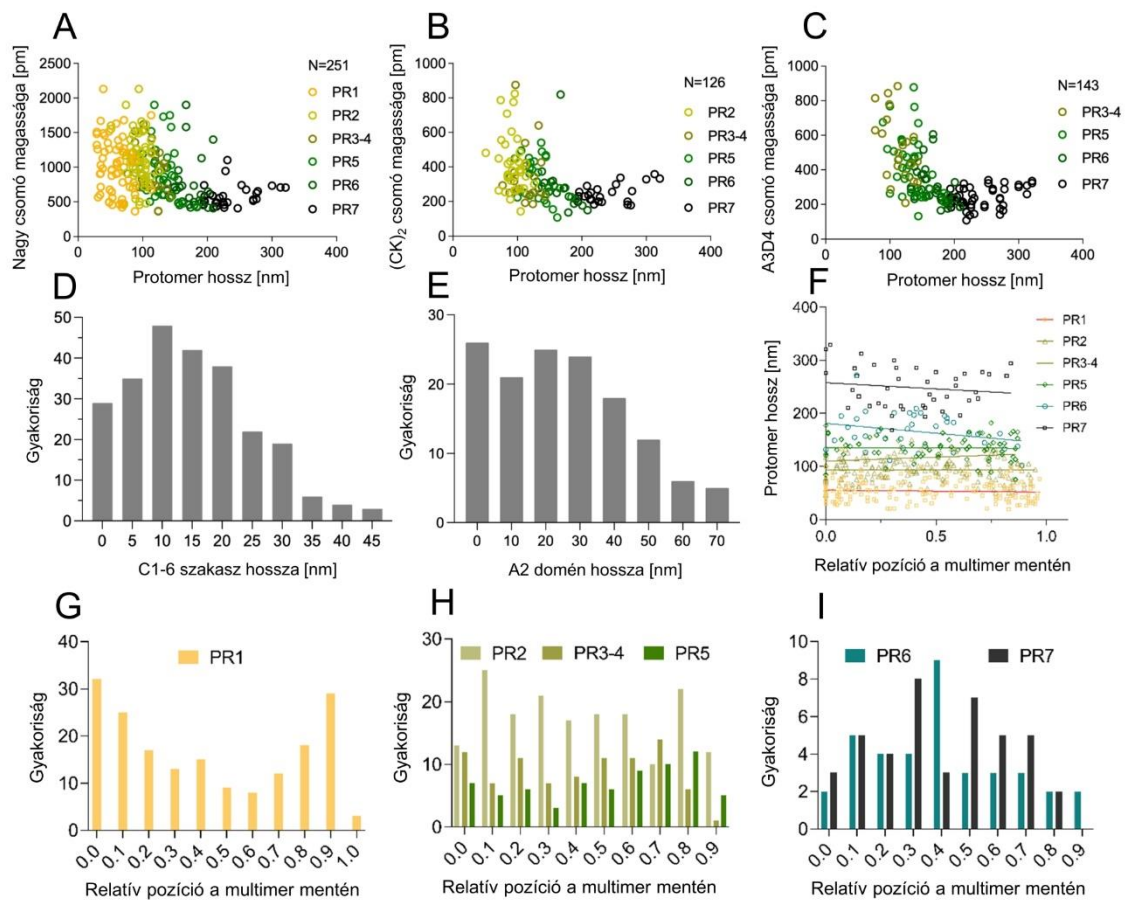 A
Nagy csomó magassága [pm]
2500
2000
1500
1000
500
0
0 100 200 300 400
Protomer hossz [nm]
N=251
PR1
PR2
PR3-4
PR5
PR6
PR7
B
(CK)2 csomó magassága [pm]
1000
800
600
400
200
0
0 100 200 300 400
Protomer hossz [nm]
N=126
PR2
PR3-4
PR5
PR6
PR7
C
A3D4 csomó magassága [pm]
1000
800
600
400
200
0
0 100 200 300 400
Protomer hossz [nm]
N=143
PR3-4
PR5
PR6
PR7
D
Gyakoriság
50
40
30
20
10
0
0 5 10 15 20 25 30 35 40 45
C1-6 szakasz hossza [nm]
E
Gyakoriság
30
20
10
0
0 10 20 30 40 50 60 70
A2 domén hossza [nm]
F
Protomer hossz [nm]
400
300
200
100
0
0.0 0.5 1.0
Relatív pozíció a multimer mentén
PR1
PR2
PR3-4
PR5
PR6
PR7
G
PR1
Gyakoriság
40
30
20
10
0
0.0 0.1 0.2 0.3 0.4 0.5 0.6 0.7 0.8 0.9 1.0
Relatív pozíció a multimer mentén
H
PR2 PR3-4 PR5
Gyakoriság
30
20
10
0
0.0 0.1 0.2 0.3 0.4 0.5 0.6 0.7 0.8 0.9
Relatív pozíció a multimer mentén
I
PR6 PR7
Gyakoriság
10
8
6
4
2
0
0.0 0.1 0.2 0.3 0.4 0.5 0.6 0.7 0.8 0.9
Relatív pozíció a multimer mentén